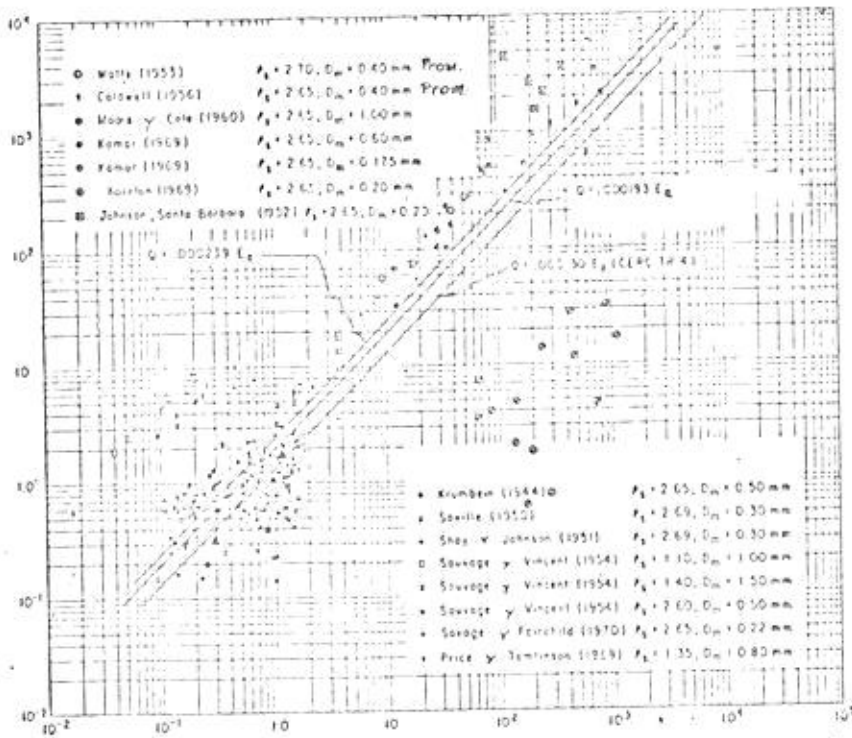 10⁴
Watts (1953) ρs = 2.70, Dm = 0.40 mm Prom.
Caldwell (1956) ρs = 2.65, Dm = 0.40 mm Prom.
Moore y Cole (1960) ρs = 2.65, Dm = 1.00 mm
Komar (1969) ρs = 2.65, Dm = 0.60 mm
Komar (1969) ρs = 2.65, Dm = 0.175 mm
ρs = 2.65, Dm = 0.20 mm
Johnson, Santa Barbara (1952) ρs = 2.65, Dm = 0.20
10³
Q = .000193 Ea
10²
Q = .000239 Ea
10
1.0
Krumbein (1944) ρs = 2.65, Dm = 0.50 mm
Saville (1950) ρs = 2.69, Dm = 0.30 mm
Shay y Johnson (1951) ρs = 2.69, Dm = 0.30 mm
Sauvage y Vincent (1954) ρs = 1.10, Dm = 1.00 mm
Sauvage y Vincent (1954) ρs = 1.40, Dm = 1.50 mm
Sauvage y Vincent (1954) ρs = 2.60, Dm = 0.50 mm
Savage y Fairchild (1970) ρs = 2.65, Dm = 0.22 mm
Price y Tomlinson (1969) ρs = 1.35, Dm = 0.80 mm
10⁻¹
10⁻²
10⁻² 10⁻¹ 1.0 10 10² 10³ 10⁴